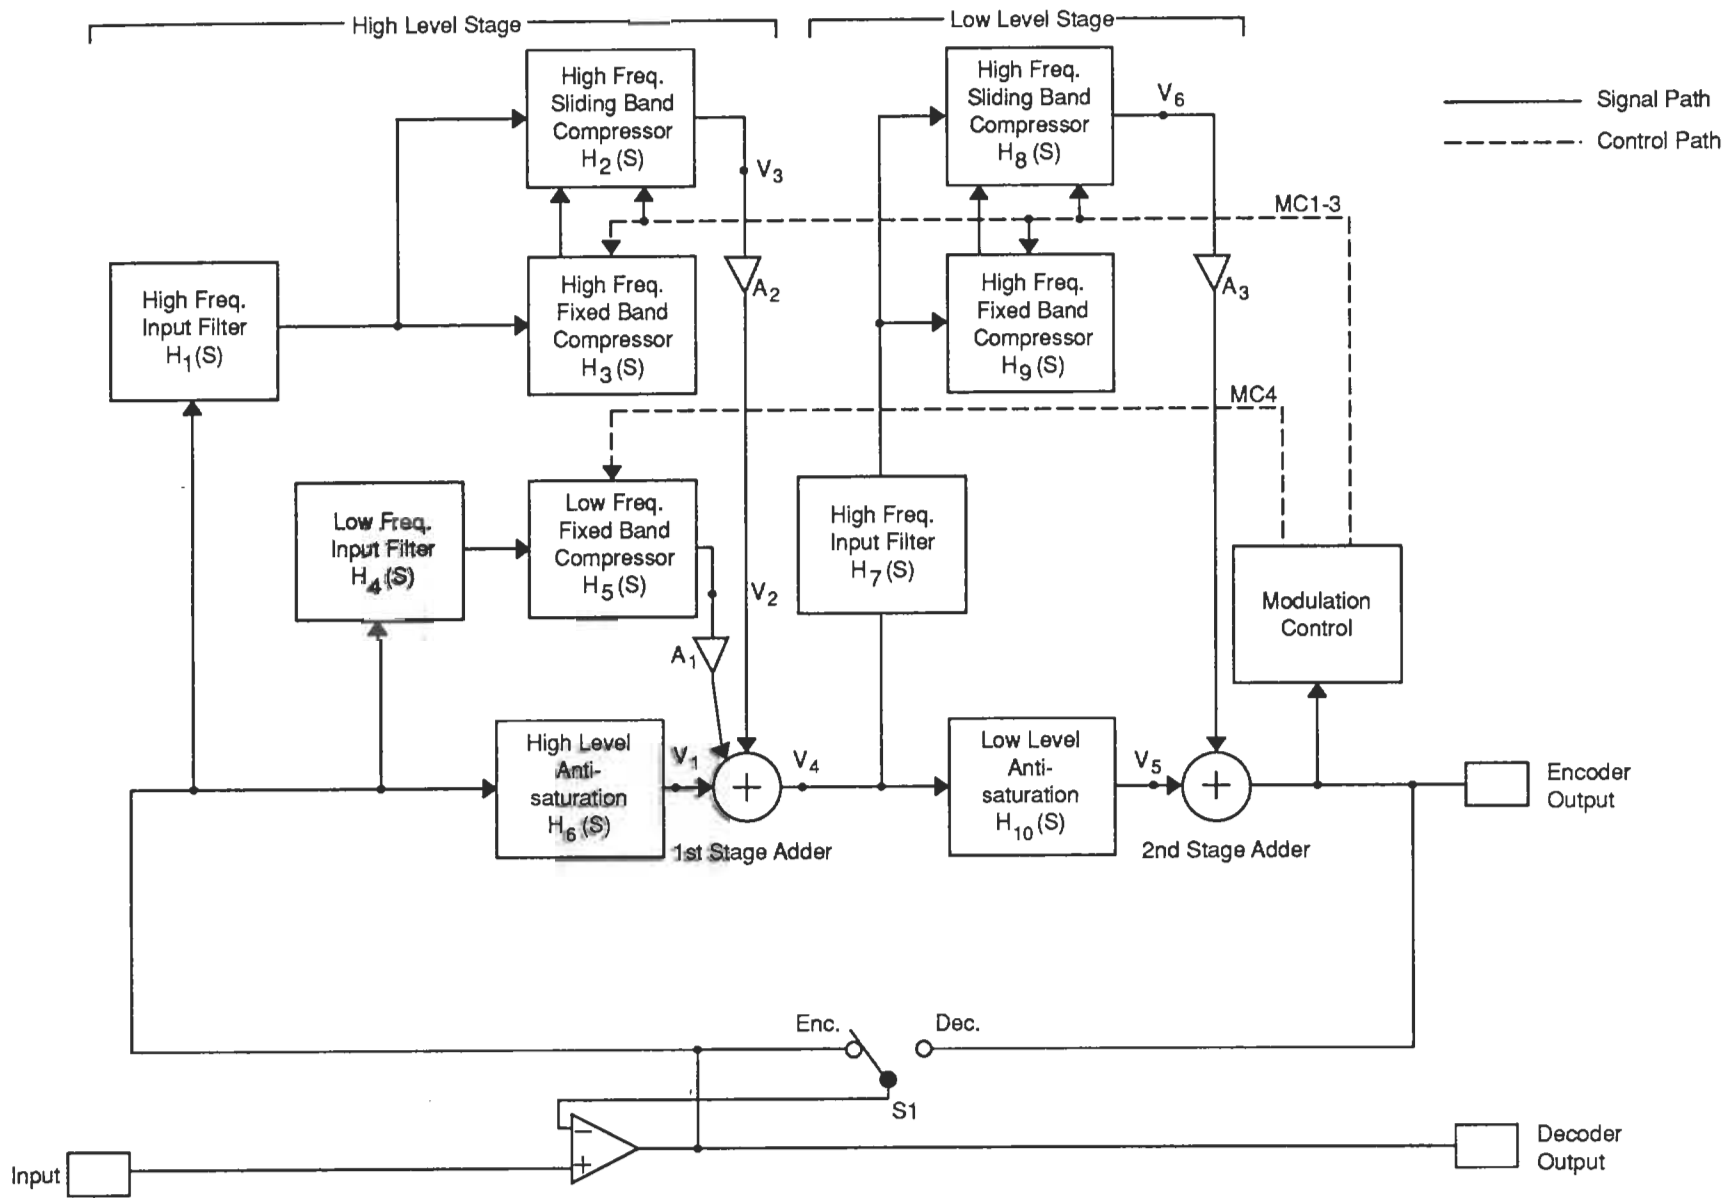 High Level Stage
Low Level Stage
High Freq.
Sliding Band
Compressor
H2(S)
V3
High Freq.
Sliding Band
Compressor
H8(S)
V6
Signal Path
Control Path
MC1-3
High Freq.
Input Filter
H1(S)
High Freq.
Fixed Band
Compressor
H3(S)
A2
High Freq.
Fixed Band
Compressor
H9(S)
A3
MC4
Low Freq.
Input Filter
H4(S)
Low Freq.
Fixed Band
Compressor
H5(S)
V2
A1
High Freq.
Input Filter
H7(S)
Modulation
Control
High Level
Anti-
saturation
H6(S)
V1
+
1st Stage Adder
V4
Low Level
Anti-
saturation
H10(S)
V5
+
2nd Stage Adder
Encoder
Output
Enc.
Dec.
S1
−
+
Input
Decoder
Output